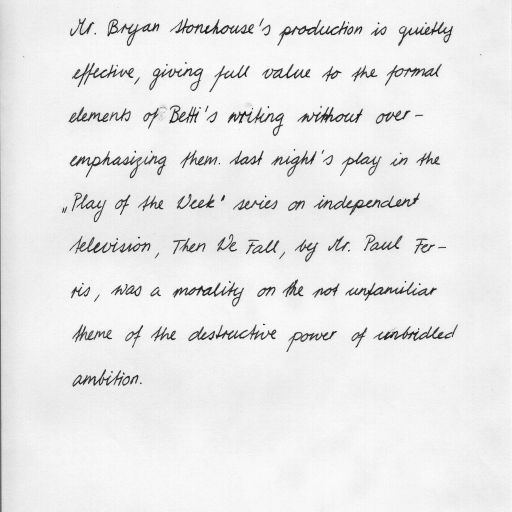 Mr. Bryan Stonehouse's production is quietly
effective, giving full value to the formal
elements of Betti's writing without over-
emphasizing them. Last night's play in the
„Play of the Week" series on independent
television, Then We Fall, by Mr. Paul Fer-
ris, was a morality on the not unfamiliar
theme of the destructive power of unbridled
ambition.